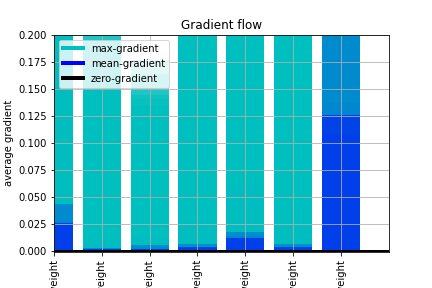 Gradient flow
max-gradient
mean-gradient
zero-gradient
average gradient
0.200
0.175
0.150
0.125
0.100
0.075
0.050
0.025
0.000
eight
eight
eight
eight
eight
eight
eight